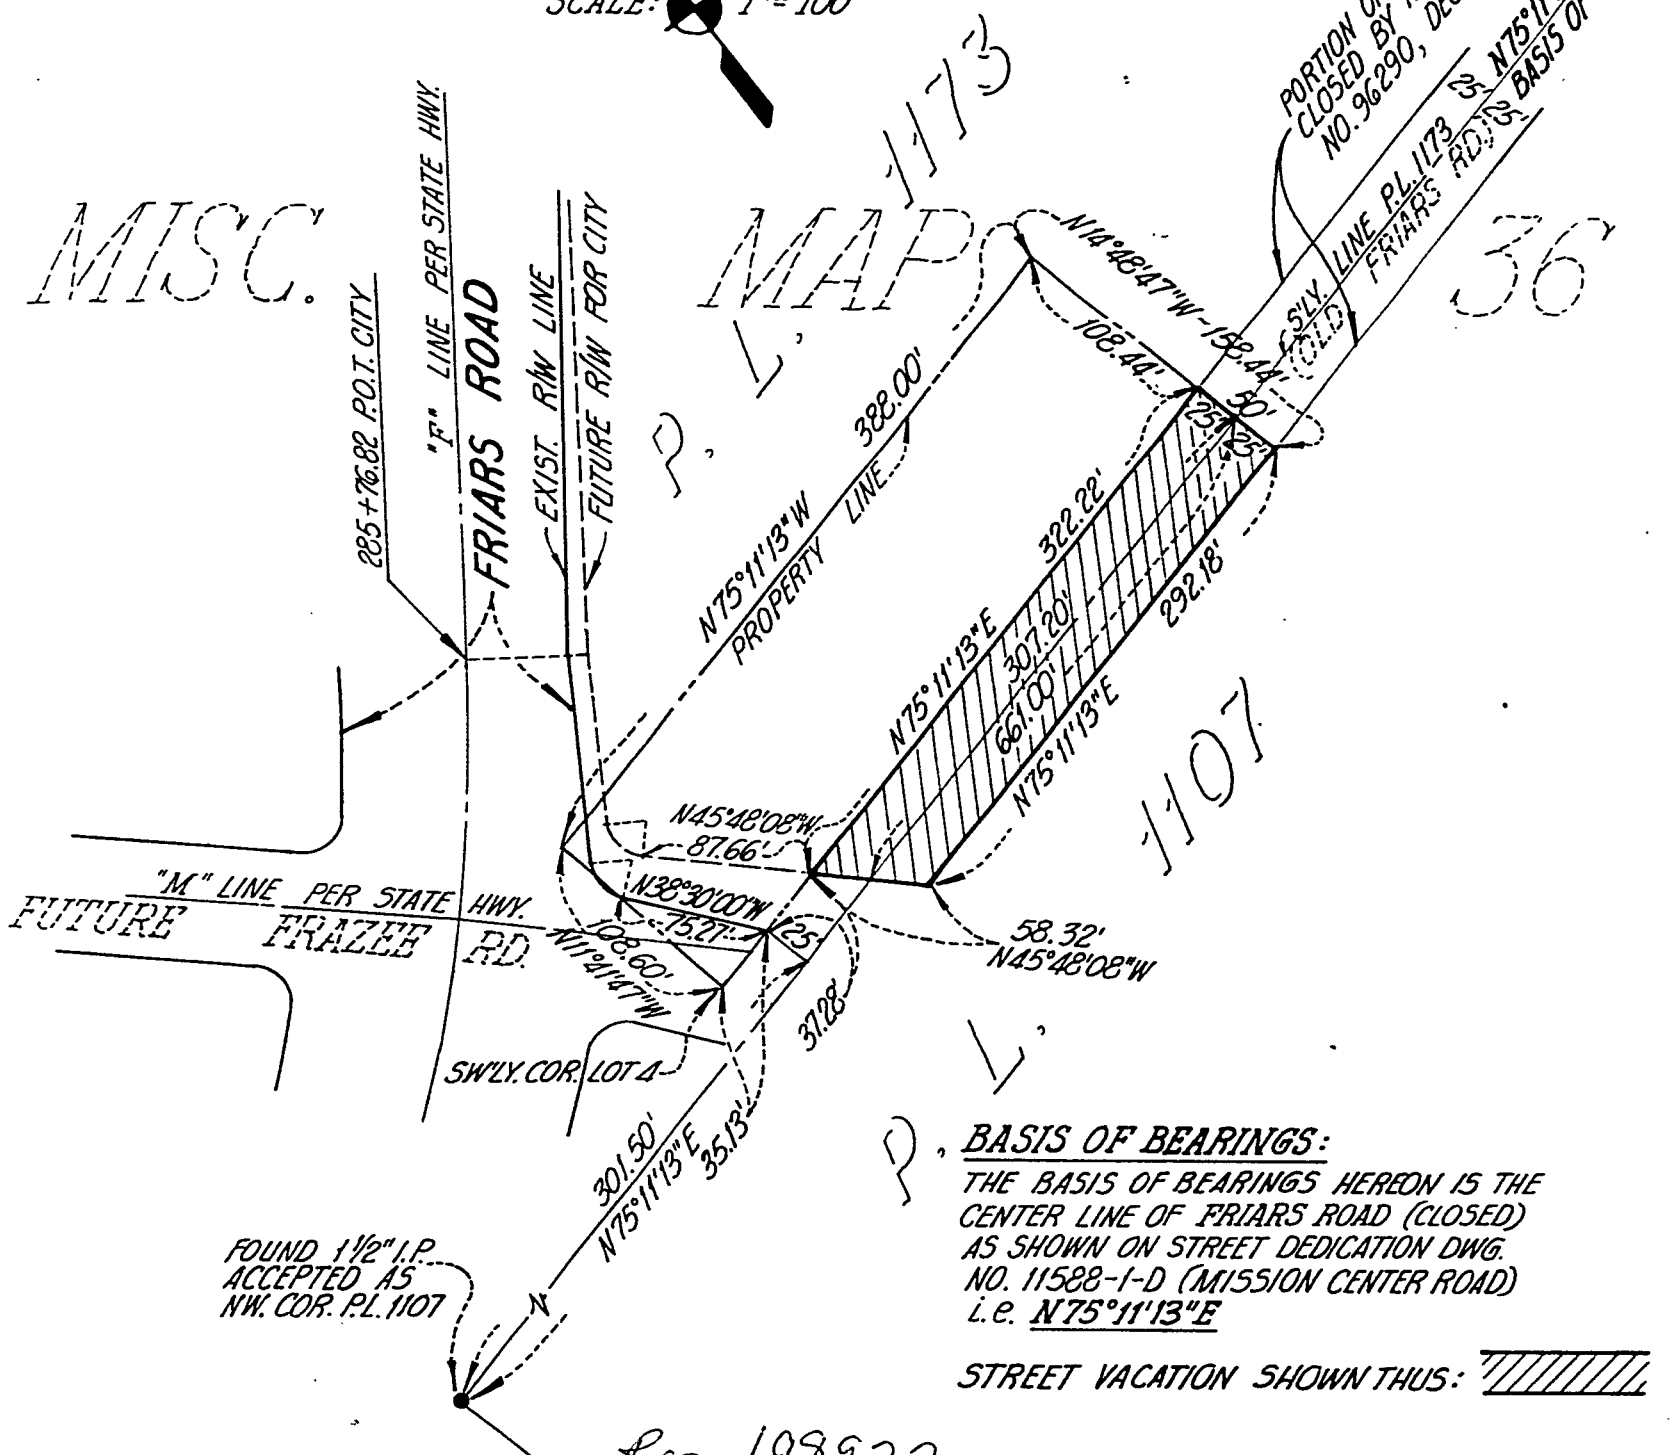 SCALE: 1"=100'
1173
PORTION OF
CLOSED BY
NO. 96290, DEC
N75°11'
BASIS OF
25'
25'
SLY. LINE P.L. 1173
(OLD FRIARS RD.)
MISC. MAP 36
"F" LINE PER STATE HWY.
FRIARS ROAD
285+76.82 P.O.T. CITY
EXIST. R/W LINE
FUTURE R/W FOR CITY
P. L.
N14°48'47"W-158.44'
108.44'
50'
25'
25'
388.00'
N75°11'13"W
PROPERTY LINE
322.22'
N75°11'13"E
307.20'
661.00'
292.18'
N75°11'13"E
1107
N45°48'08"W
87.66'
"M" LINE PER STATE HWY.
FUTURE FRAZEE RD.
N38°30'00"W
75.27'
25'
108.60'
N11°41'47"W
58.32'
N45°48'08"W
37.28'
SW'LY. COR. LOT 4
35.13'
301.50'
N75°11'13"E
P. L.
FOUND 1 1/2" I.P.
ACCEPTED AS
NW. COR. P.L. 1107
N
BASIS OF BEARINGS:
THE BASIS OF BEARINGS HEREON IS THE
CENTER LINE OF FRIARS ROAD (CLOSED)
AS SHOWN ON STREET DEDICATION DWG.
NO. 11588-1-D (MISSION CENTER ROAD)
i.e. N75°11'13"E
STREET VACATION SHOWN THUS: